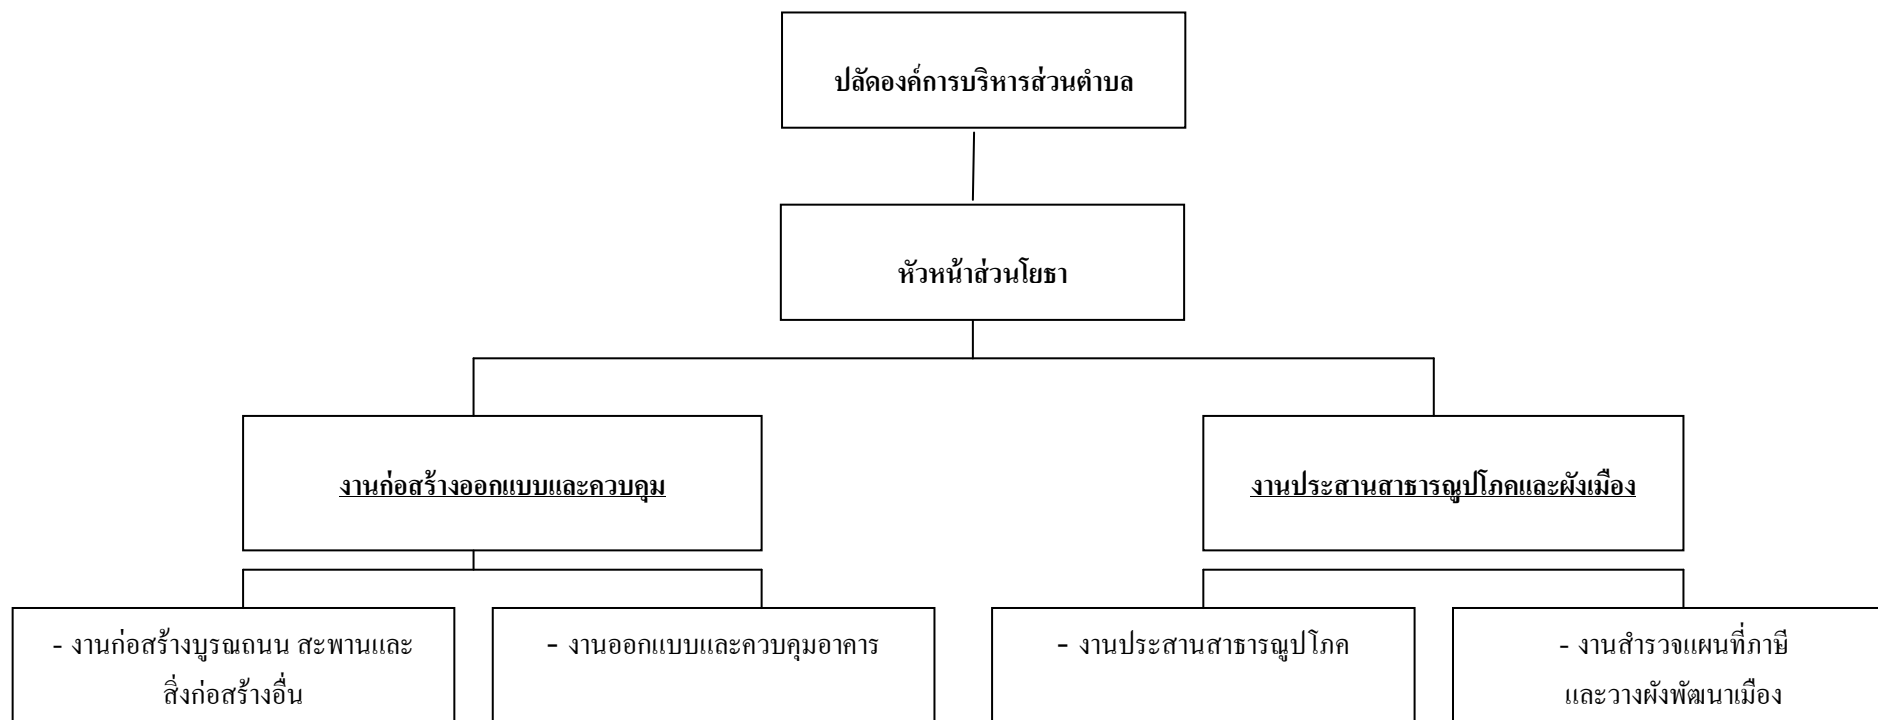 ปลัดองค์การบริหารส่วนตำบล
หัวหน้าส่วนโยธา
งานก่อสร้างออกแบบและควบคุม
งานประสานสาธารณูปโภคและผังเมือง
- งานก่อสร้างบูรณถนน สะพานและ
สิ่งก่อสร้างอื่น
- งานออกแบบและควบคุมอาคาร
- งานประสานสาธารณูปโภค
- งานสำรวจแผนที่ภาษี
และวางผังพัฒนาเมือง